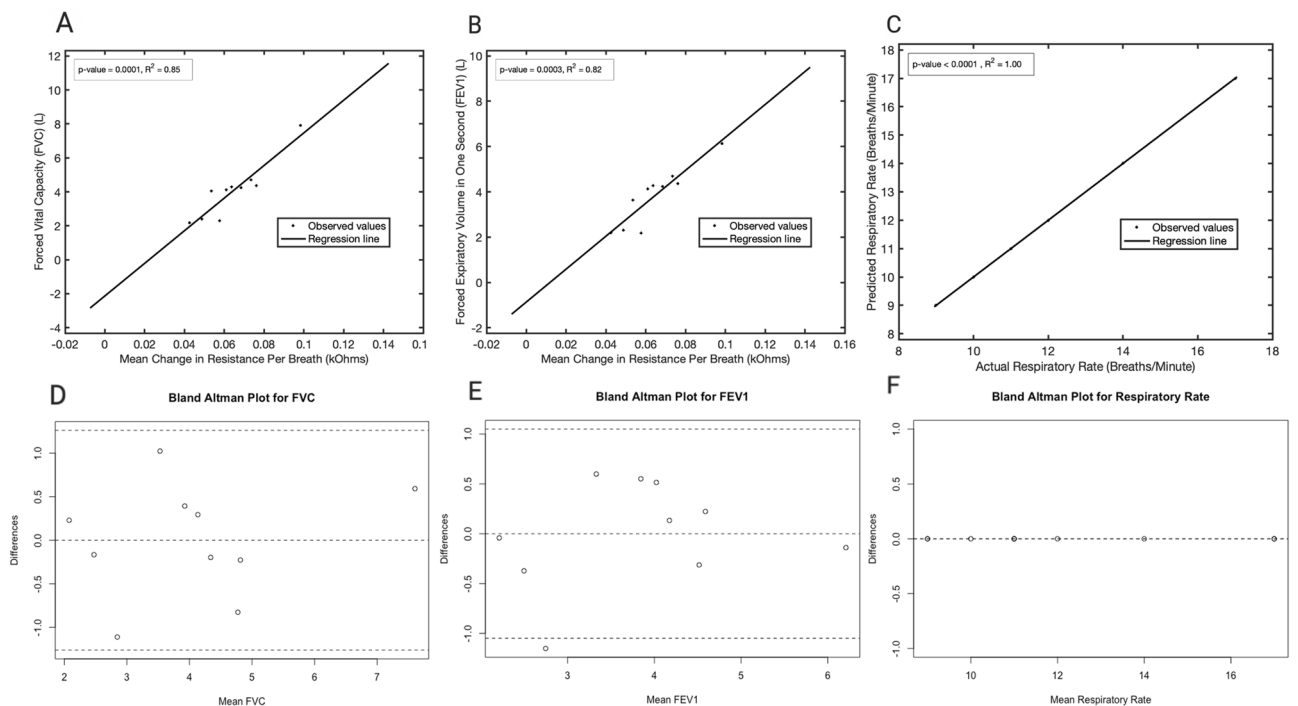 A
p-value = 0.0001, R² = 0.85
Forced Vital Capacity (FVC) (L)
12
10
8
6
4
2
0
-2
-4
Observed values
Regression line
-0.02 0 0.02 0.04 0.06 0.08 0.1 0.12 0.14 0.16
Mean Change in Resistance Per Breath (kOhms)
B
p-value = 0.0003, R² = 0.82
Forced Expiratory Volume in One Second (FEV1) (L)
10
8
6
4
2
0
-2
Observed values
Regression line
-0.02 0 0.02 0.04 0.06 0.08 0.1 0.12 0.14 0.16
Mean Change in Resistance Per Breath (kOhms)
C
p-value < 0.0001 , R² = 1.00
Predicted Respiratory Rate (Breaths/Minute)
18
17
16
15
14
13
12
11
10
9
8
Observed values
Regression line
8 10 12 14 16 18
Actual Respiratory Rate (Breaths/Minute)
D
Bland Altman Plot for FVC
Differences
1.0
0.5
0.0
-0.5
-1.0
2 3 4 5 6 7
Mean FVC
E
Bland Altman Plot for FEV1
Differences
1.0
0.5
0.0
-0.5
-1.0
3 4 5 6
Mean FEV1
F
Bland Altman Plot for Respiratory Rate
Differences
1.0
0.5
0.0
-0.5
-1.0
10 12 14 16
Mean Respiratory Rate